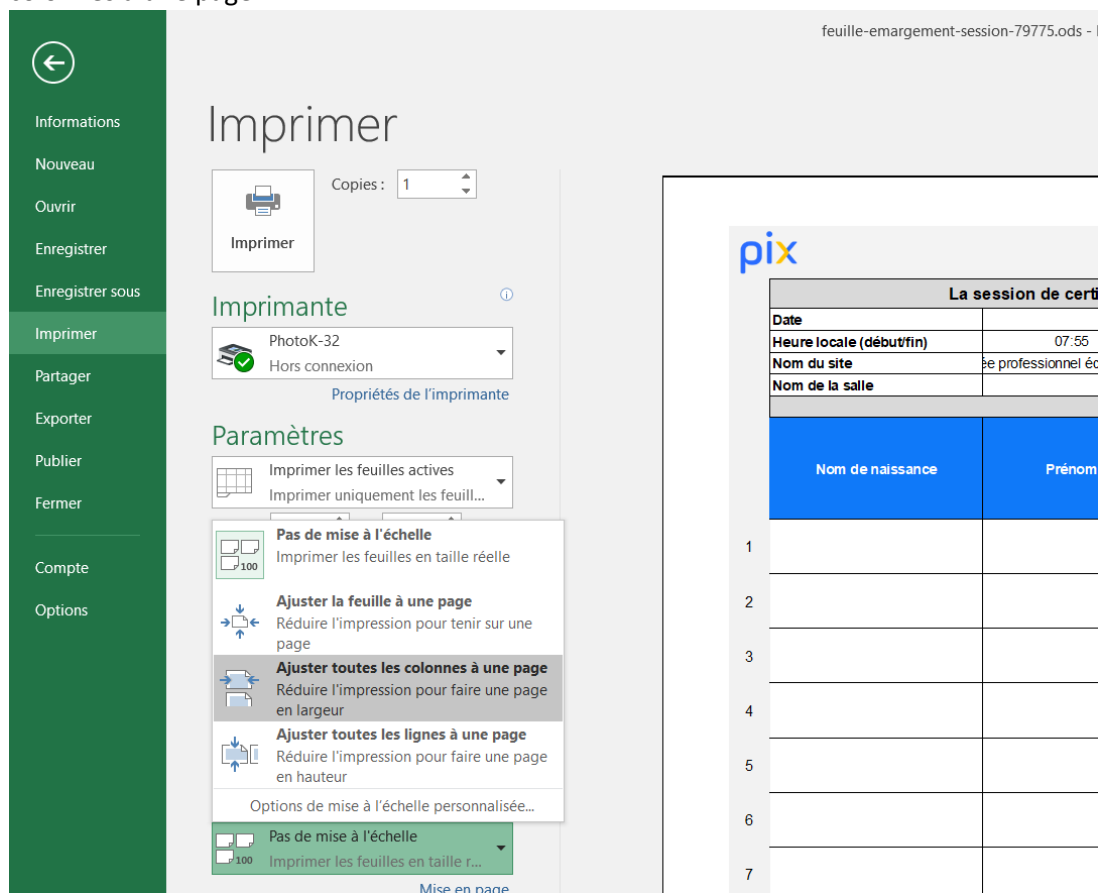 feuille-emargement-session-79775.ods -
Informations
Nouveau
Ouvrir
Enregistrer
Enregistrer sous
Imprimer
Partager
Exporter
Publier
Fermer
Compte
Options
Imprimer
Copies : 1
Imprimer
Imprimante
PhotoK-32
Hors connexion
Propriétés de l'imprimante
Paramètres
Imprimer les feuilles actives
Imprimer uniquement les feuill...
Pas de mise à l'échelle
Imprimer les feuilles en taille réelle
100
Ajuster la feuille à une page
Réduire l'impression pour tenir sur une
page
Ajuster toutes les colonnes à une page
Réduire l'impression pour faire une page
en largeur
Ajuster toutes les lignes à une page
Réduire l'impression pour faire une page
en hauteur
Options de mise à l'échelle personnalisée...
Pas de mise à l'échelle
100 Imprimer les feuilles en taille r...
Mise en page
pix
La session de certi
Date
Heure locale (début/fin) 07:55
Nom du site ée professionnel éc
Nom de la salle
Nom de naissance Prénom
1
2
3
4
5
6
7